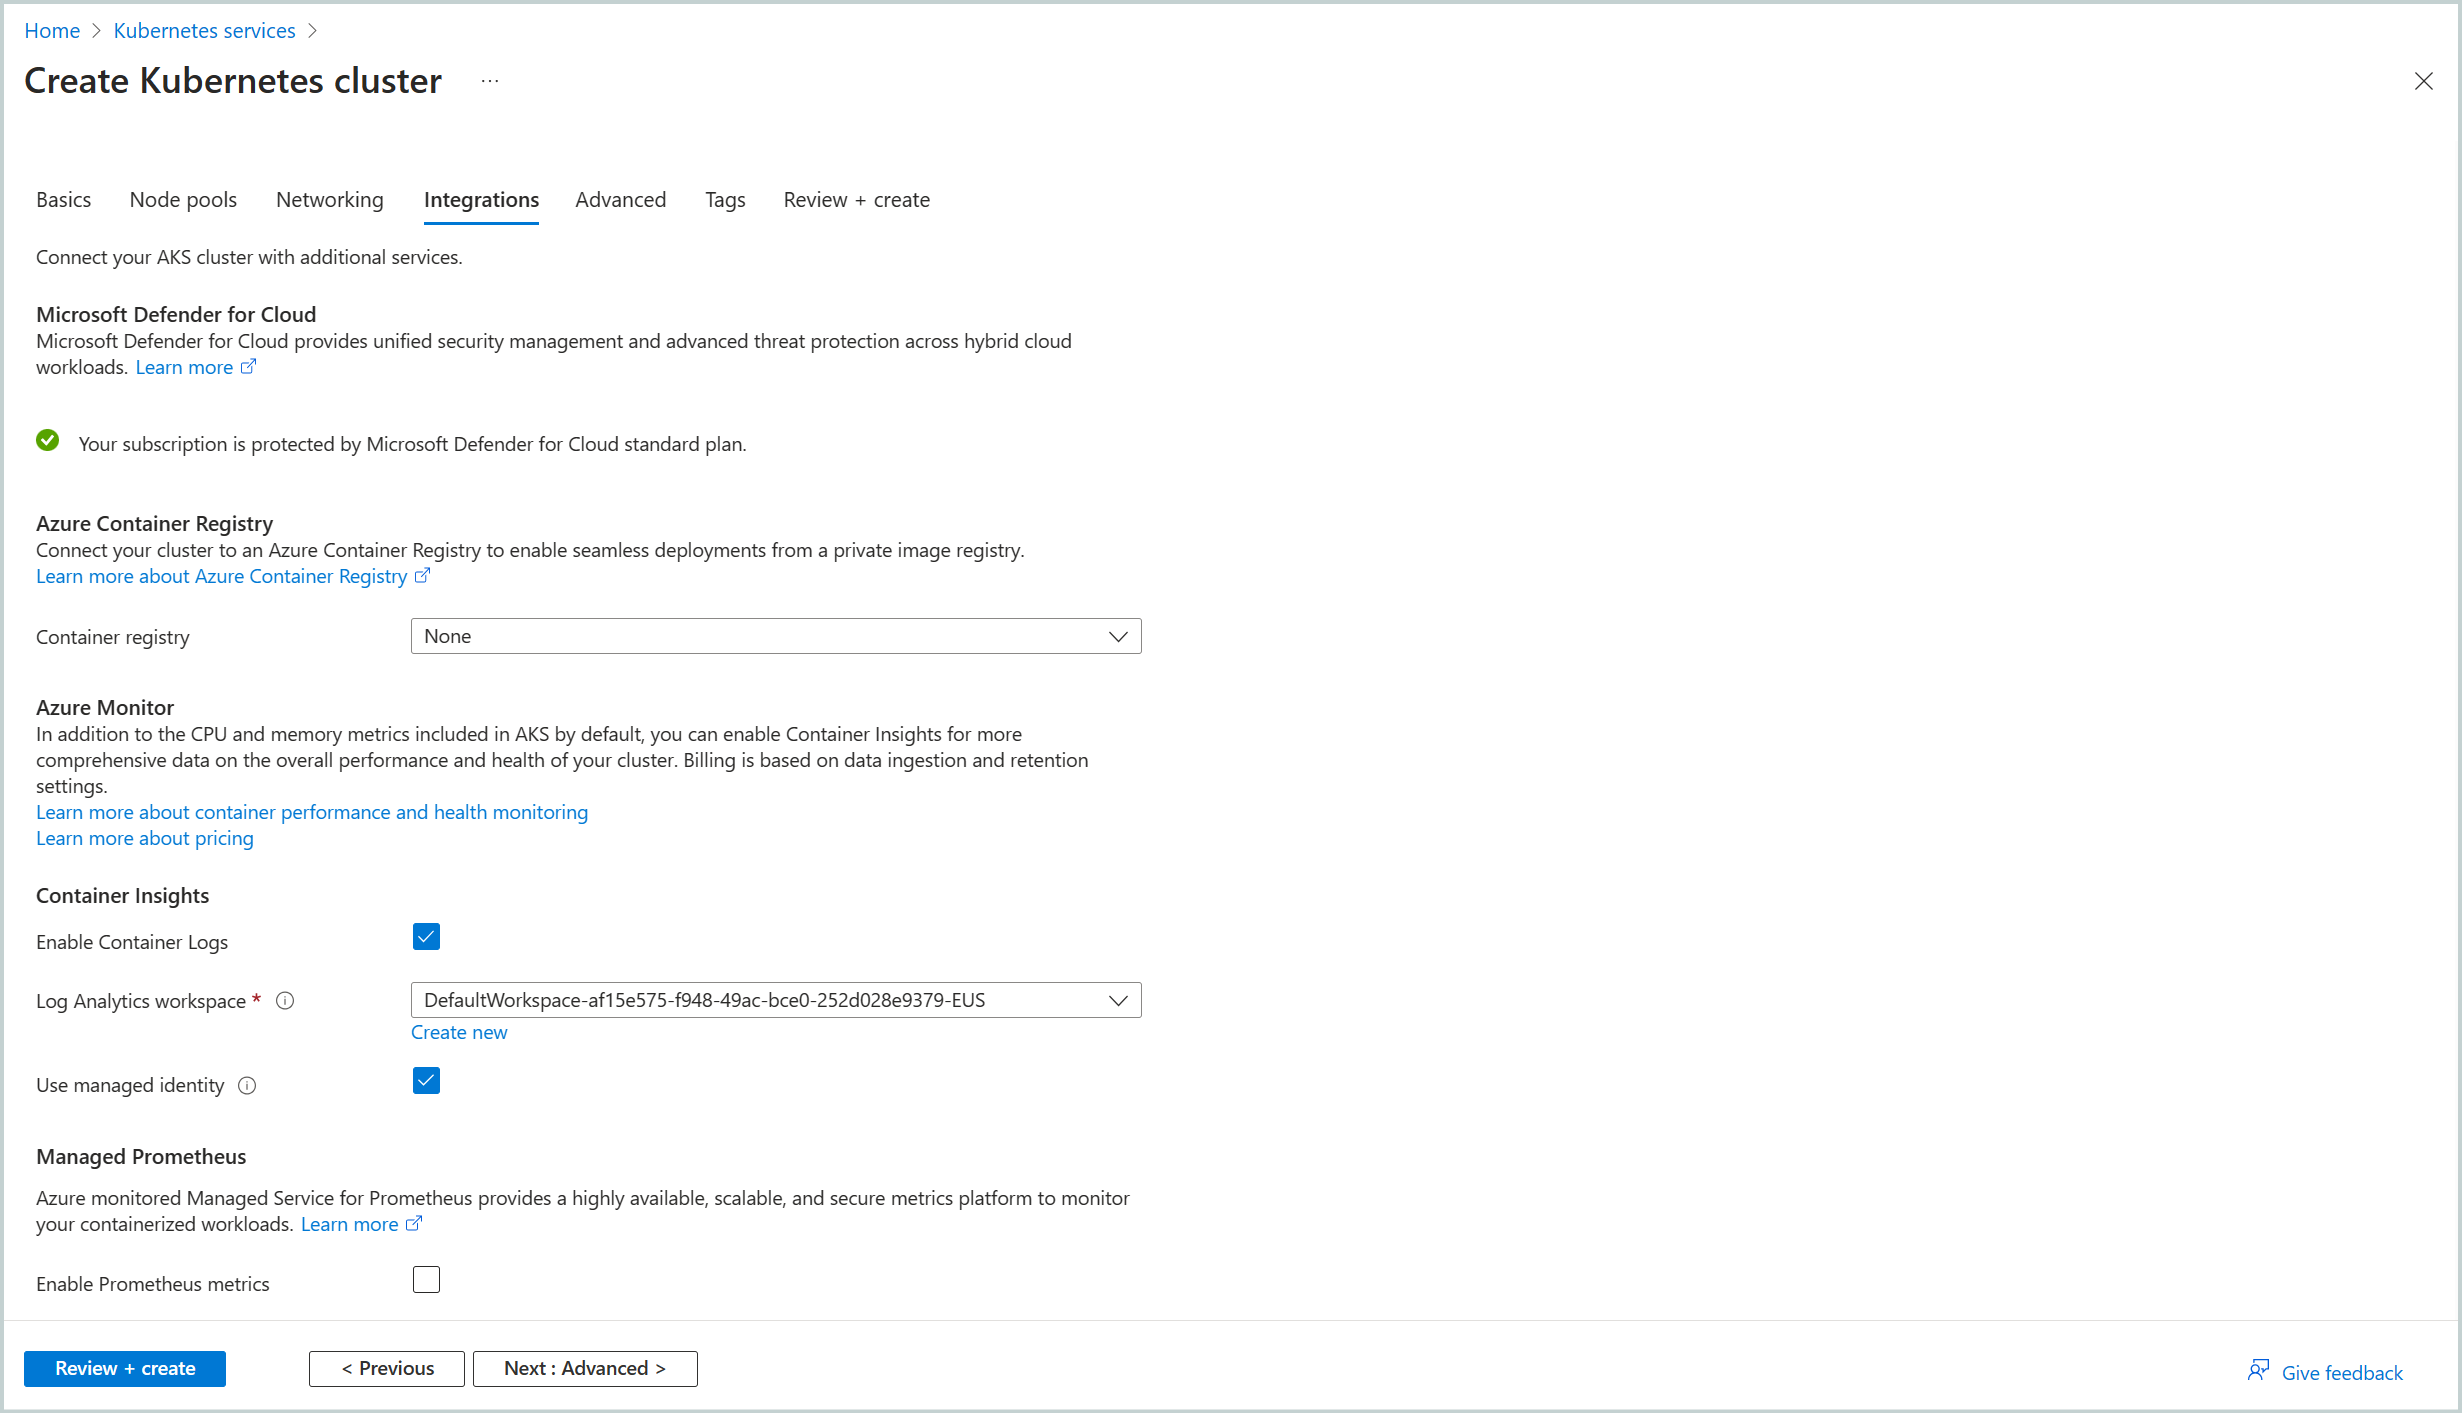 Home > Kubernetes services >
Create Kubernetes cluster ...
Basics Node pools Networking Integrations Advanced Tags Review + create
Connect your AKS cluster with additional services.
Microsoft Defender for Cloud
Microsoft Defender for Cloud provides unified security management and advanced threat protection across hybrid cloud
workloads. Learn more
Your subscription is protected by Microsoft Defender for Cloud standard plan.
Azure Container Registry
Connect your cluster to an Azure Container Registry to enable seamless deployments from a private image registry.
Learn more about Azure Container Registry
Container registry None
Azure Monitor
In addition to the CPU and memory metrics included in AKS by default, you can enable Container Insights for more
comprehensive data on the overall performance and health of your cluster. Billing is based on data ingestion and retention
settings.
Learn more about container performance and health monitoring
Learn more about pricing
Container Insights
Enable Container Logs
Log Analytics workspace * DefaultWorkspace-af15e575-f948-49ac-bce0-252d028e9379-EUS
Create new
Use managed identity
Managed Prometheus
Azure monitored Managed Service for Prometheus provides a highly available, scalable, and secure metrics platform to monitor
your containerized workloads. Learn more
Enable Prometheus metrics
Review + create < Previous Next : Advanced > Give feedback